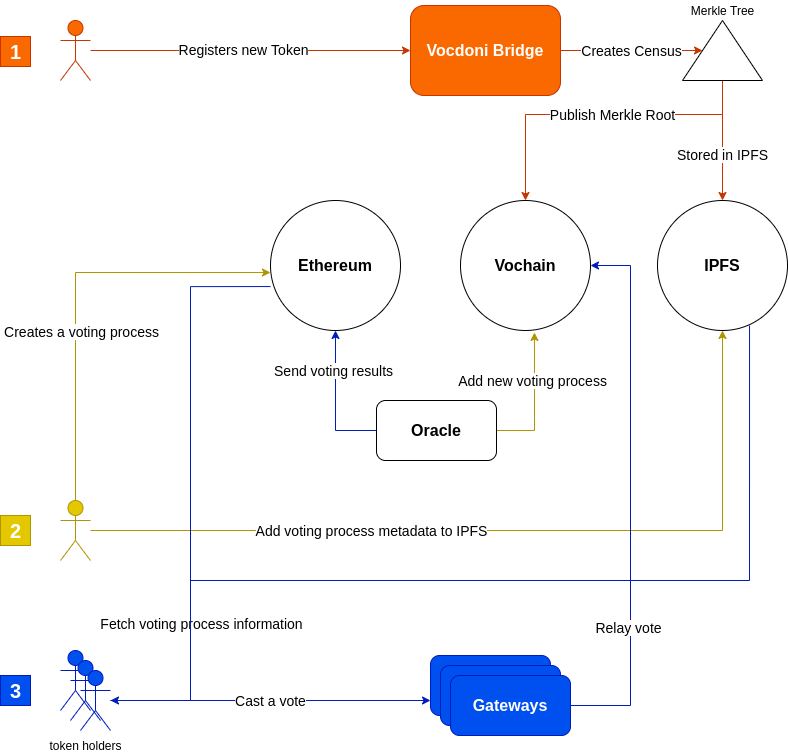 Merkle Tree
1
Registers new Token
Vocdoni Bridge
Creates Census
Publish Merkle Root
Stored in IPFS
Ethereum
Vochain
IPFS
Creates a voting process
Send voting results
Add new voting process
Oracle
2
Add voting process metadata to IPFS
Fetch voting process information
Relay vote
3
Cast a vote
Gateways
token holders